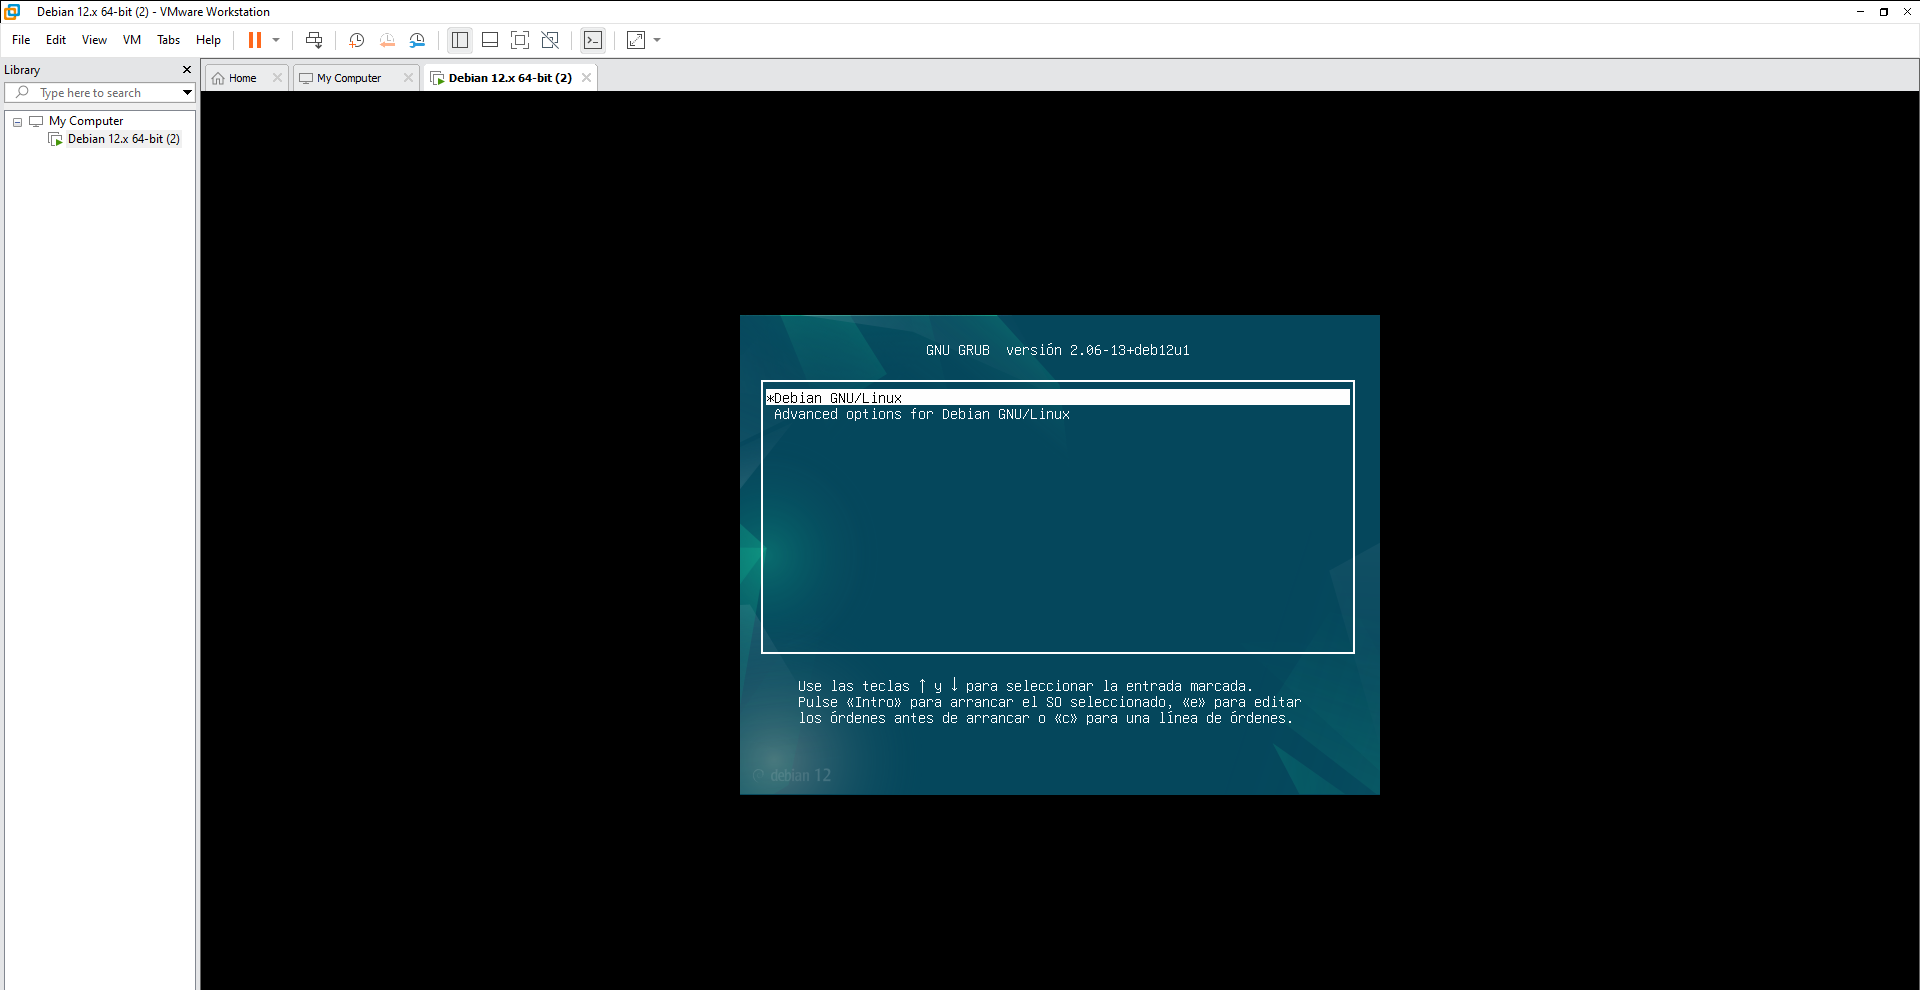 Debian 12.x 64-bit (2) - VMware Workstation
File Edit View VM Tabs Help
Library
Type here to search
My Computer
Debian 12.x 64-bit (2)
Home
My Computer
Debian 12.x 64-bit (2)
GNU GRUB versión 2.06-13+deb12u1
*Debian GNU/Linux
Advanced options for Debian GNU/Linux
Use las teclas ↑ y ↓ para seleccionar la entrada marcada.
Pulse «Intro» para arrancar el SO seleccionado, «e» para editar
los órdenes antes de arrancar o «c» para una línea de órdenes.
debian 12